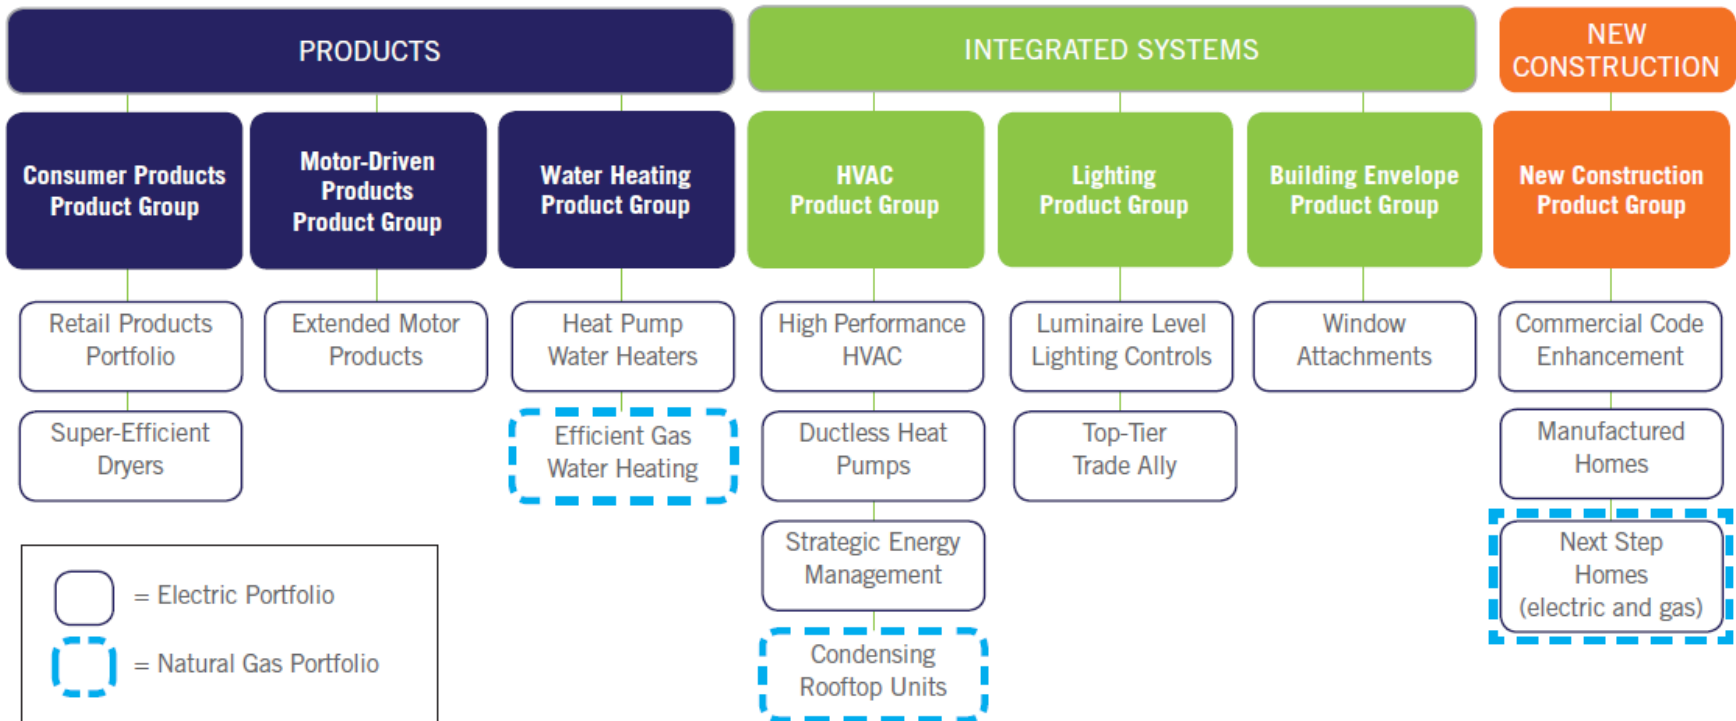 PRODUCTS
INTEGRATED SYSTEMS
NEW
CONSTRUCTION
Consumer Products
Product Group
Motor-Driven
Products
Product Group
Water Heating
Product Group
HVAC
Product Group
Lighting
Product Group
Building Envelope
Product Group
New Construction
Product Group
Retail Products
Portfolio
Extended Motor
Products
Heat Pump
Water Heaters
High Performance
HVAC
Luminaire Level
Lighting Controls
Window
Attachments
Commercial Code
Enhancement
Super-Efficient
Dryers
Efficient Gas
Water Heating
Ductless Heat
Pumps
Top-Tier
Trade Ally
Manufactured
Homes
Strategic Energy
Management
Next Step
Homes
(electric and gas)
Condensing
Rooftop Units
= Electric Portfolio
= Natural Gas Portfolio